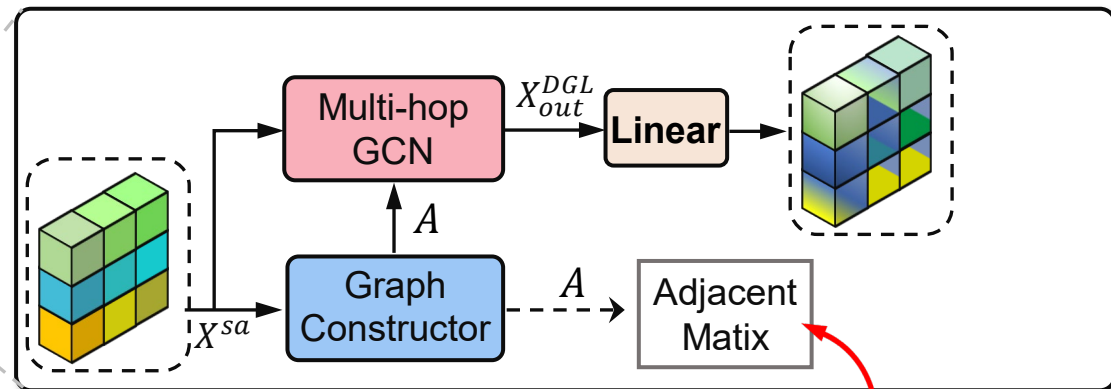 Multi-hop
GCN
X_{out}^{DGL}
Linear
A
X^{sa}
Graph
Constructor
A
Adjacent
Matix